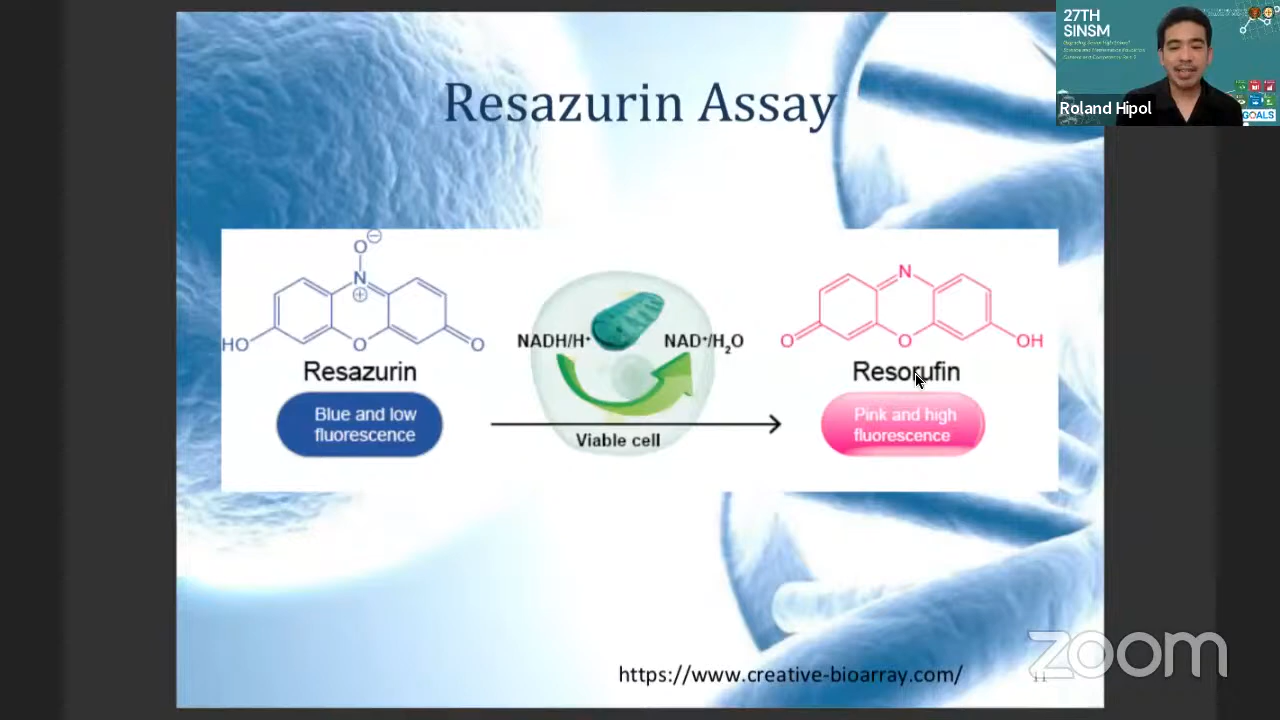 27TH
SINSM
Roland Hipol
GOALS
Resazurin Assay
O
N
HO
O
O
Resazurin
Blue and low
fluorescence
NADH/H+
NAD+/H2O
Viable cell
N
O
O
OH
Resorufin
Pink and high
fluorescence
https://www.creative-bioarray.com/
11
zoom